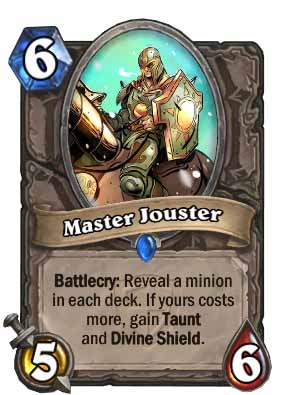 6
Master Jouster
Battlecry: Reveal a minion
in each deck. If yours costs
more, gain Taunt
and Divine Shield.
5
6